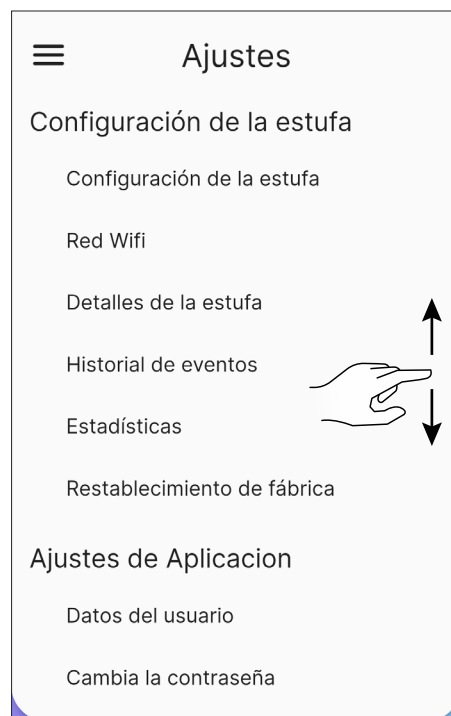 Ajustes
Configuración de la estufa
Configuración de la estufa
Red Wifi
Detalles de la estufa
Historial de eventos
Estadísticas
Restablecimiento de fábrica
Ajustes de Aplicacion
Datos del usuario
Cambia la contraseña